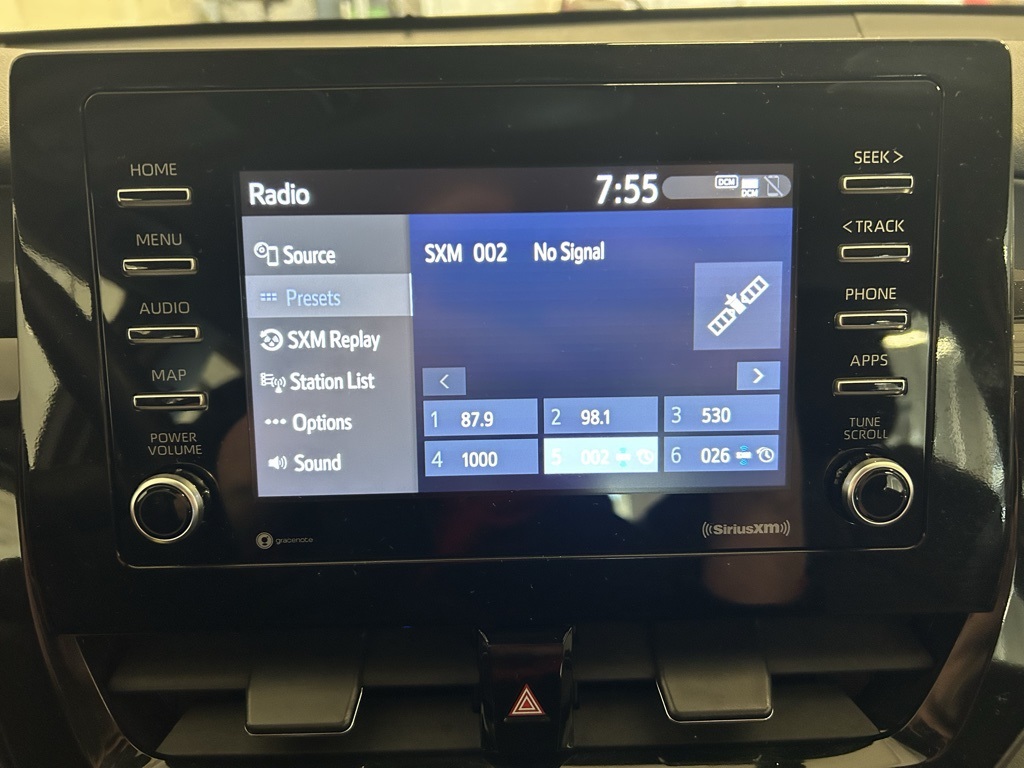 HOME
MENU
AUDIO
MAP
POWER
VOLUME
Radio
7:55
DCM
DCM
Source
Presets
SXM Replay
Station List
Options
Sound
SXM 002 No Signal
<
>
1 87.9
2 98.1
3 530
4 1000
5 002
6 026
SEEK >
< TRACK
PHONE
APPS
TUNE
SCROLL
gracenote
((SiriusXM))